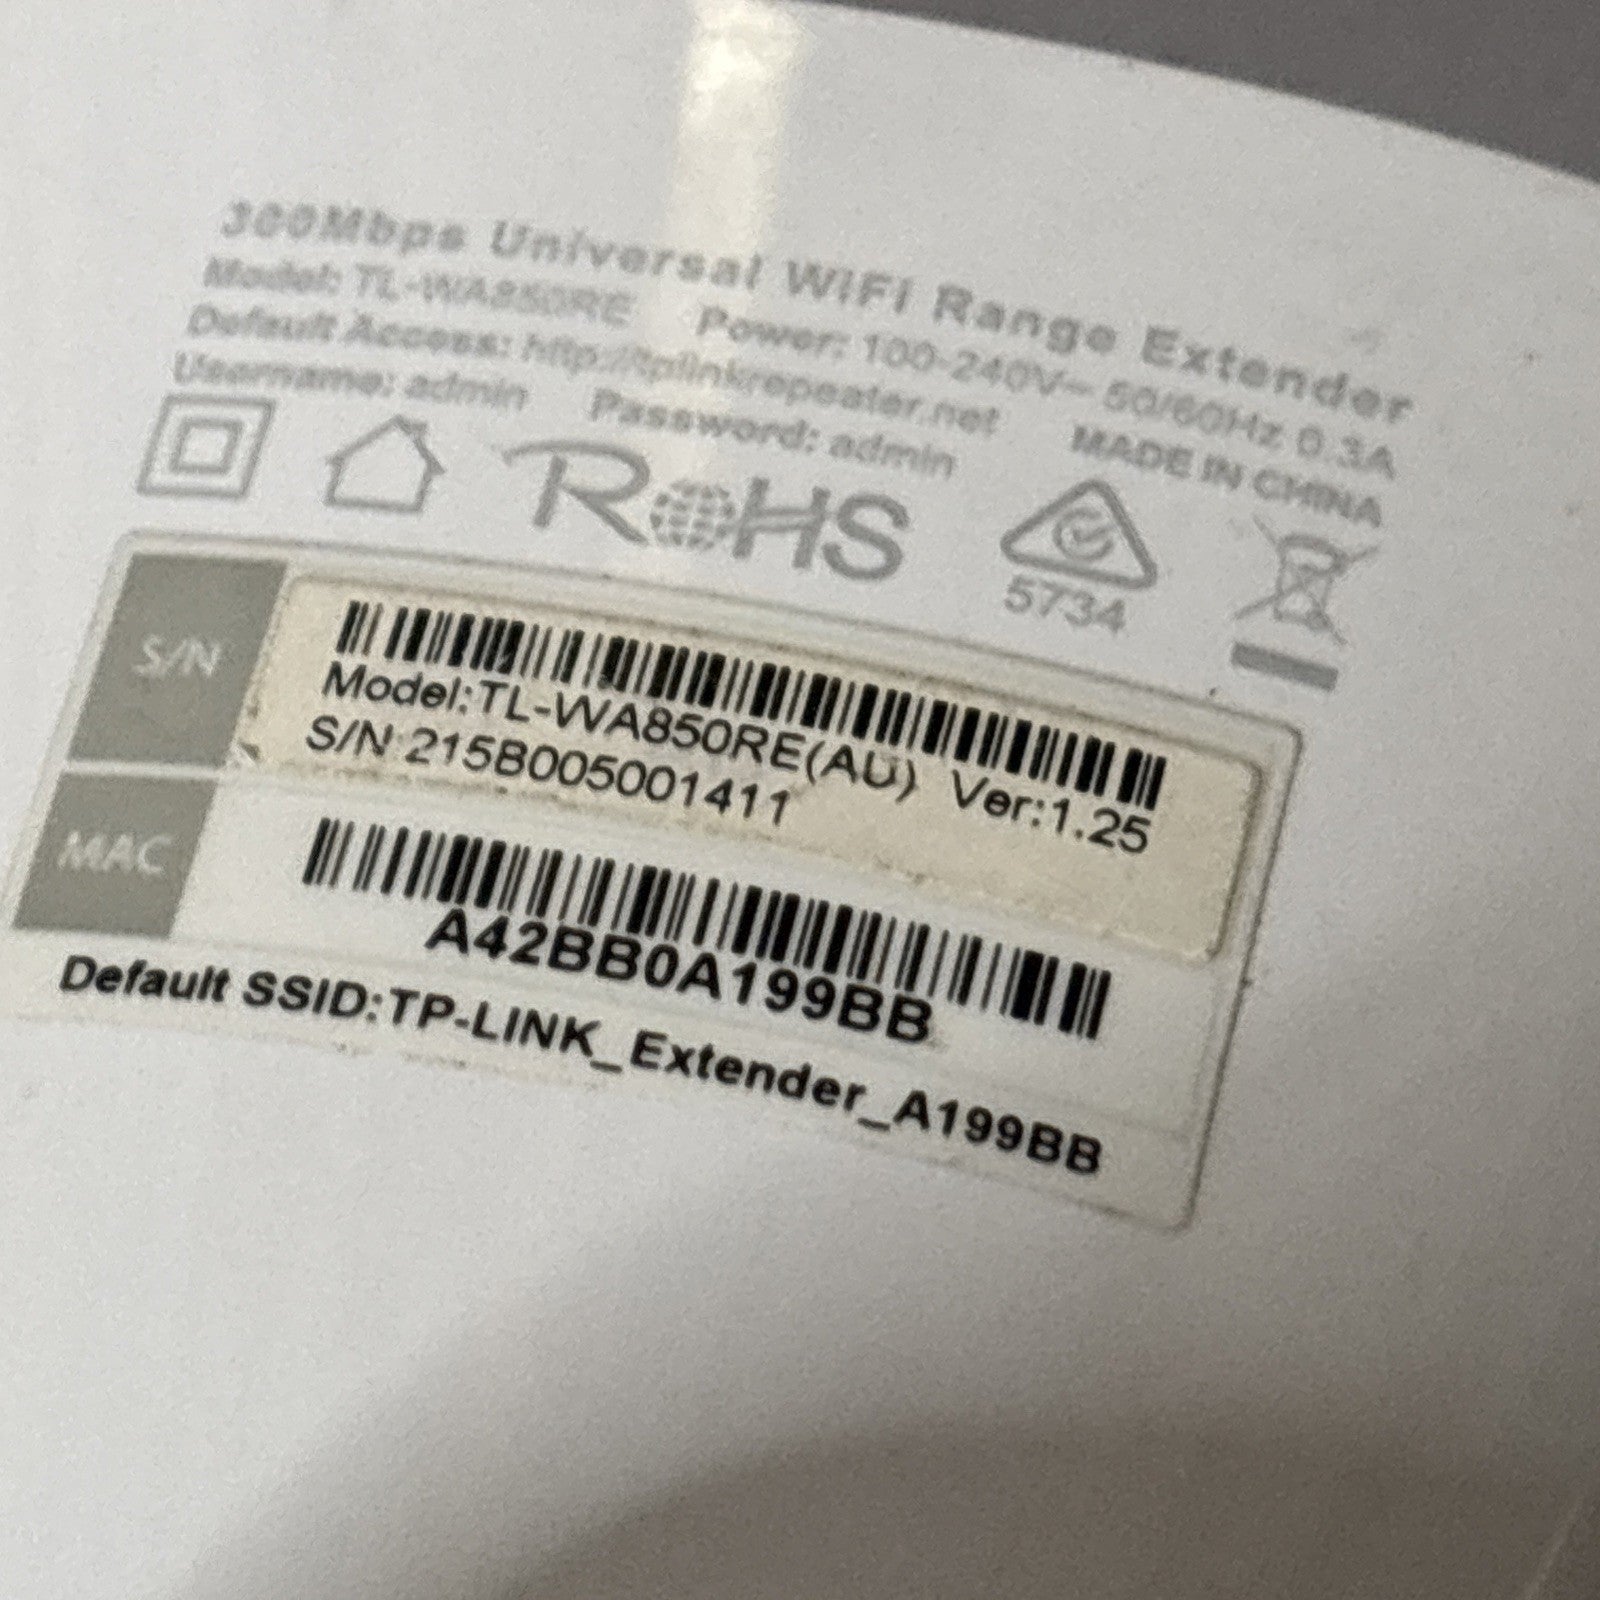 300Mbps Universal WiFi Range Extender
Model: TL-WA850RE Power: 100-240V~ 50/60Hz 0.3A
Default Access: http://tplinkrepeater.net MADE IN CHINA
Username: admin Password: admin
RoHS
5734
S/N
Model:TL-WA850RE(AU) Ver:1.25
S/N:215B005001411
MAC
A42BB0A199BB
Default SSID:TP-LINK_Extender_A199BB